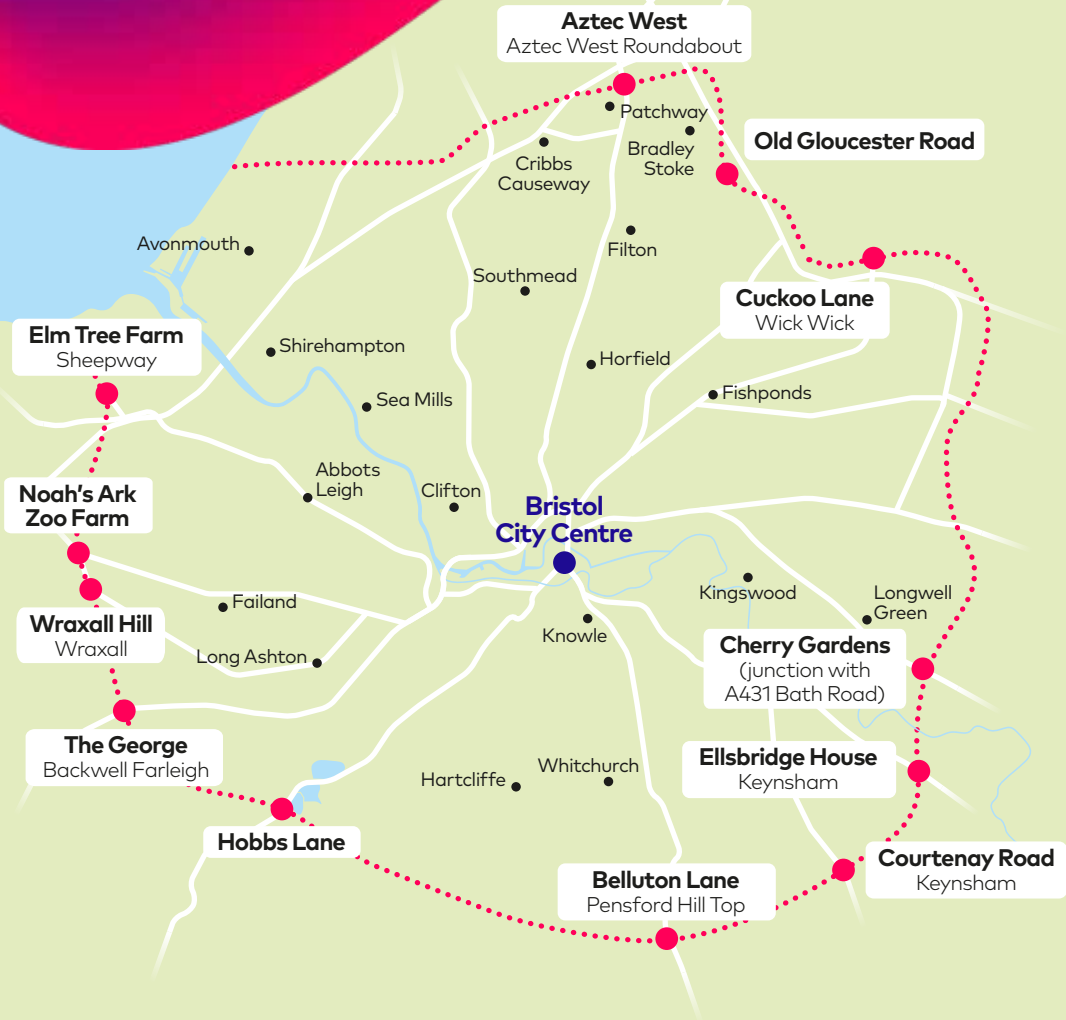 Aztec West
Aztec West Roundabout
Patchway
Bradley
Stoke
Old Gloucester Road
Cribbs
Causeway
Avonmouth
Filton
Southmead
Cuckoo Lane
Wick Wick
Elm Tree Farm
Sheepway
Shirehampton
Horfield
Sea Mills
Fishponds
Noah's Ark
Zoo Farm
Abbots
Leigh
Clifton
Bristol
City Centre
Kingswood
Longwell
Green
Failand
Wraxall Hill
Wraxall
Long Ashton
Knowle
Cherry Gardens
(junction with
A431 Bath Road)
The George
Backwell Farleigh
Hartcliffe
Whitchurch
Ellsbridge House
Keynsham
Hobbs Lane
Belluton Lane
Pensford Hill Top
Courtenay Road
Keynsham